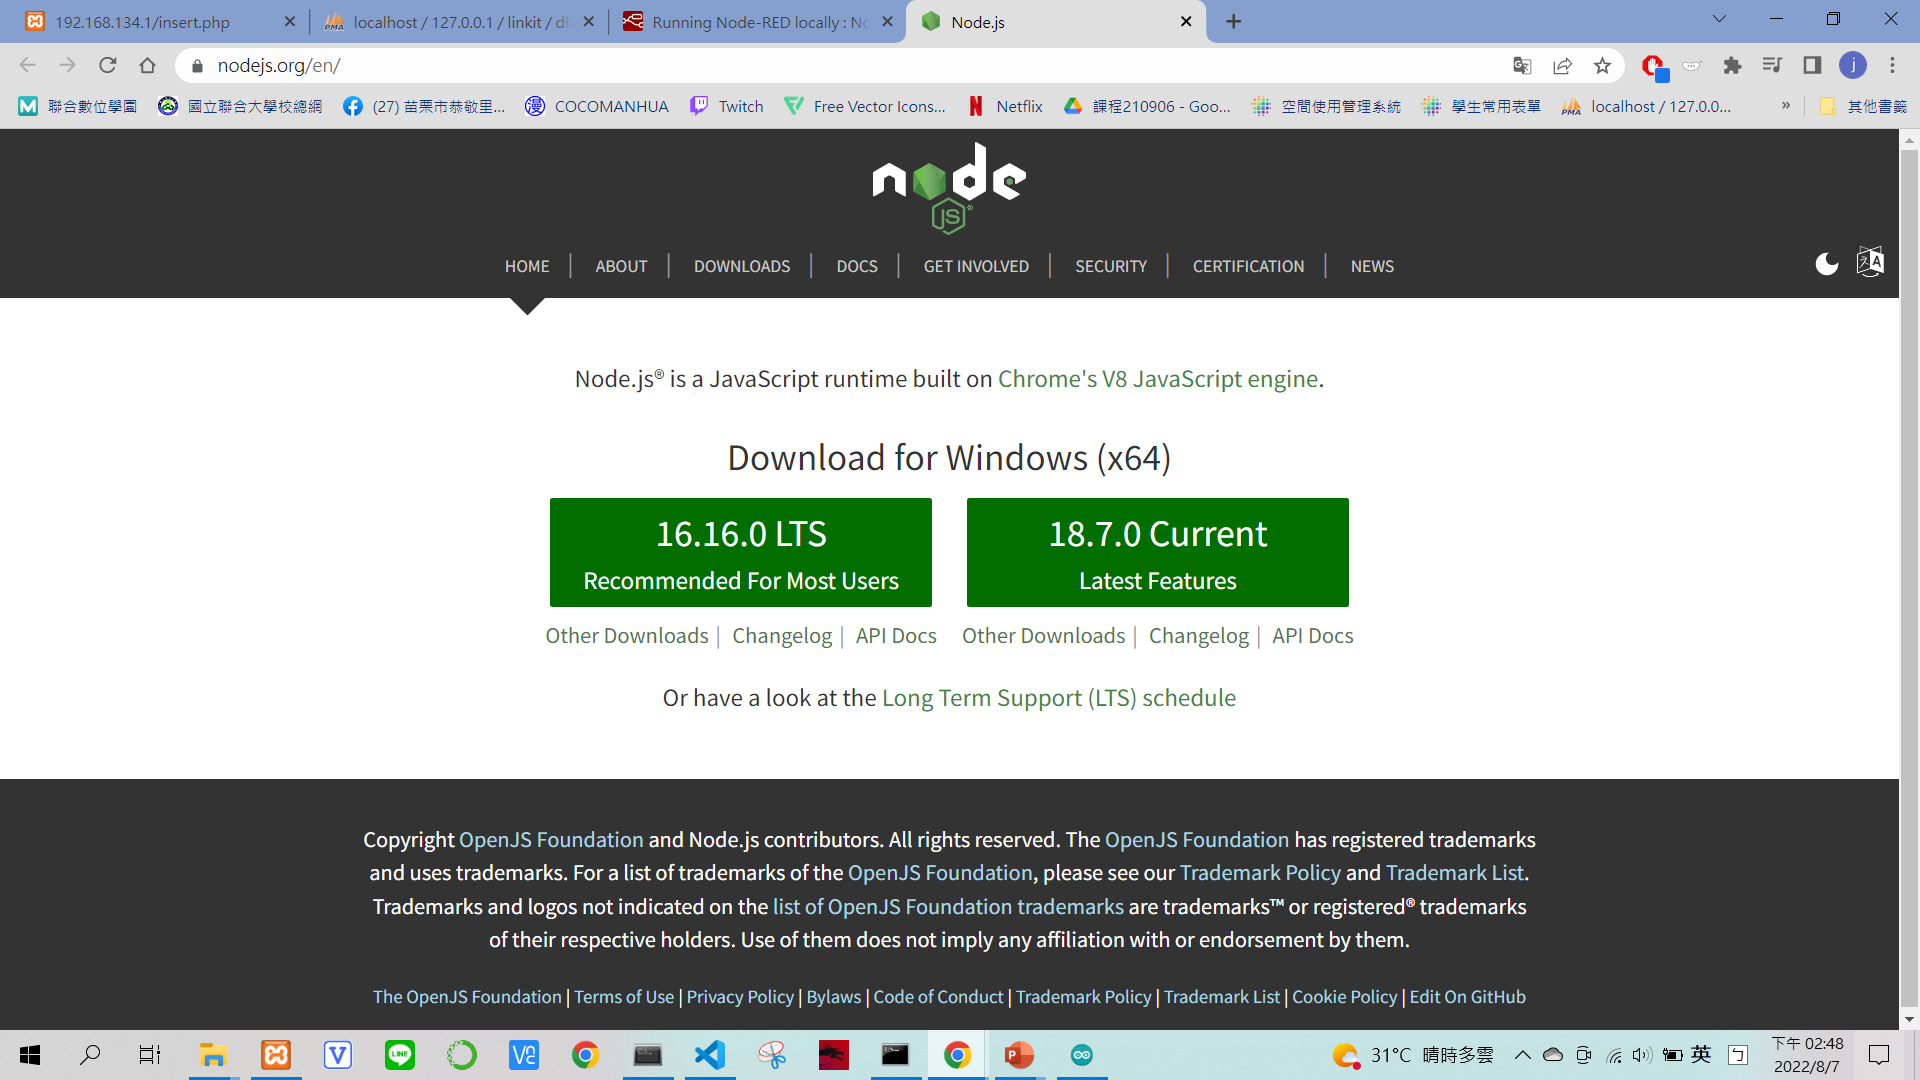 192.168.134.1/insert.php
localhost / 127.0.0.1 / linkit / dh
Running Node-RED locally : No
Node.js
nodejs.org/en/
j
聯合數位學園
國立聯合大學校總網
(27) 苗栗市恭敬里...
COCOMANHUA
Twitch
Free Vector Icons...
Netflix
課程210906 - Goo...
空間使用管理系統
學生常用表單
localhost / 127.0.0...
»
其他書籤
node
JS
HOME
ABOUT
DOWNLOADS
DOCS
GET INVOLVED
SECURITY
CERTIFICATION
NEWS
Node.js® is a JavaScript runtime built on Chrome's V8 JavaScript engine.
Download for Windows (x64)
16.16.0 LTS
Recommended For Most Users
18.7.0 Current
Latest Features
Other Downloads | Changelog | API Docs
Other Downloads | Changelog | API Docs
Or have a look at the Long Term Support (LTS) schedule
Copyright OpenJS Foundation and Node.js contributors. All rights reserved. The OpenJS Foundation has registered trademarks
and uses trademarks. For a list of trademarks of the OpenJS Foundation, please see our Trademark Policy and Trademark List.
Trademarks and logos not indicated on the list of OpenJS Foundation trademarks are trademarks™ or registered® trademarks
of their respective holders. Use of them does not imply any affiliation with or endorsement by them.
The OpenJS Foundation | Terms of Use | Privacy Policy | Bylaws | Code of Conduct | Trademark Policy | Trademark List | Cookie Policy | Edit On GitHub
31°C 晴時多雲
英
下午 02:48
2022/8/7